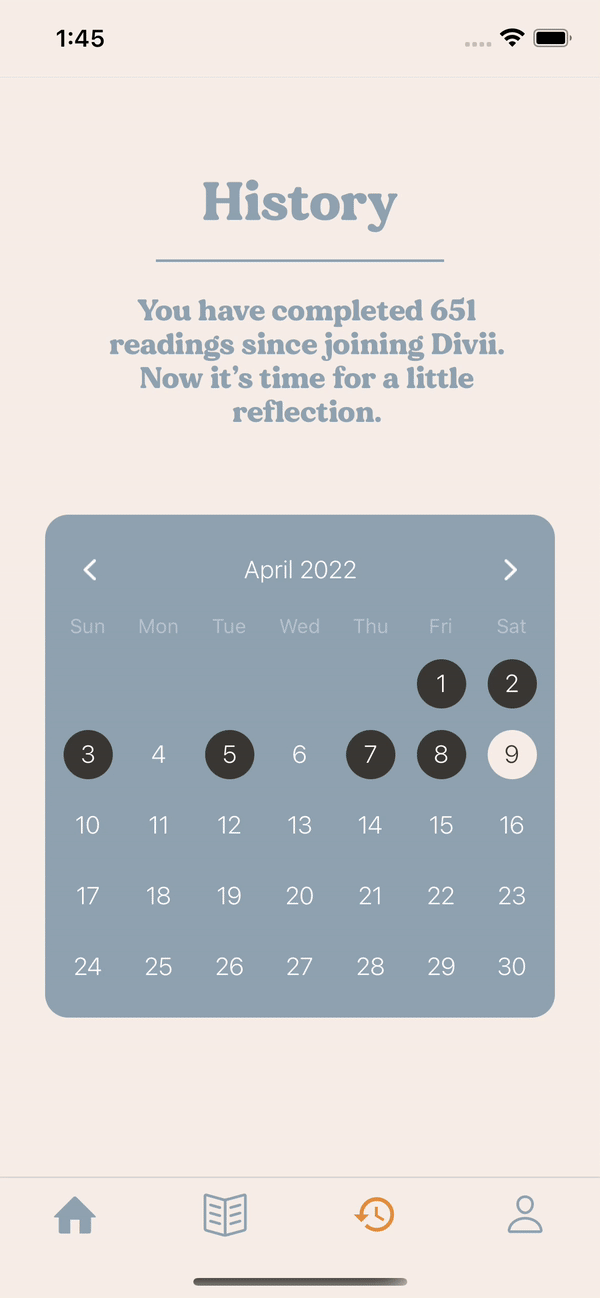 1:45
History
You have completed 651
readings since joining Divii.
Now it's time for a little
reflection.
April 2022
Sun Mon Tue Wed Thu Fri Sat
1 2
3 4 5 6 7 8 9
10 11 12 13 14 15 16
17 18 19 20 21 22 23
24 25 26 27 28 29 30